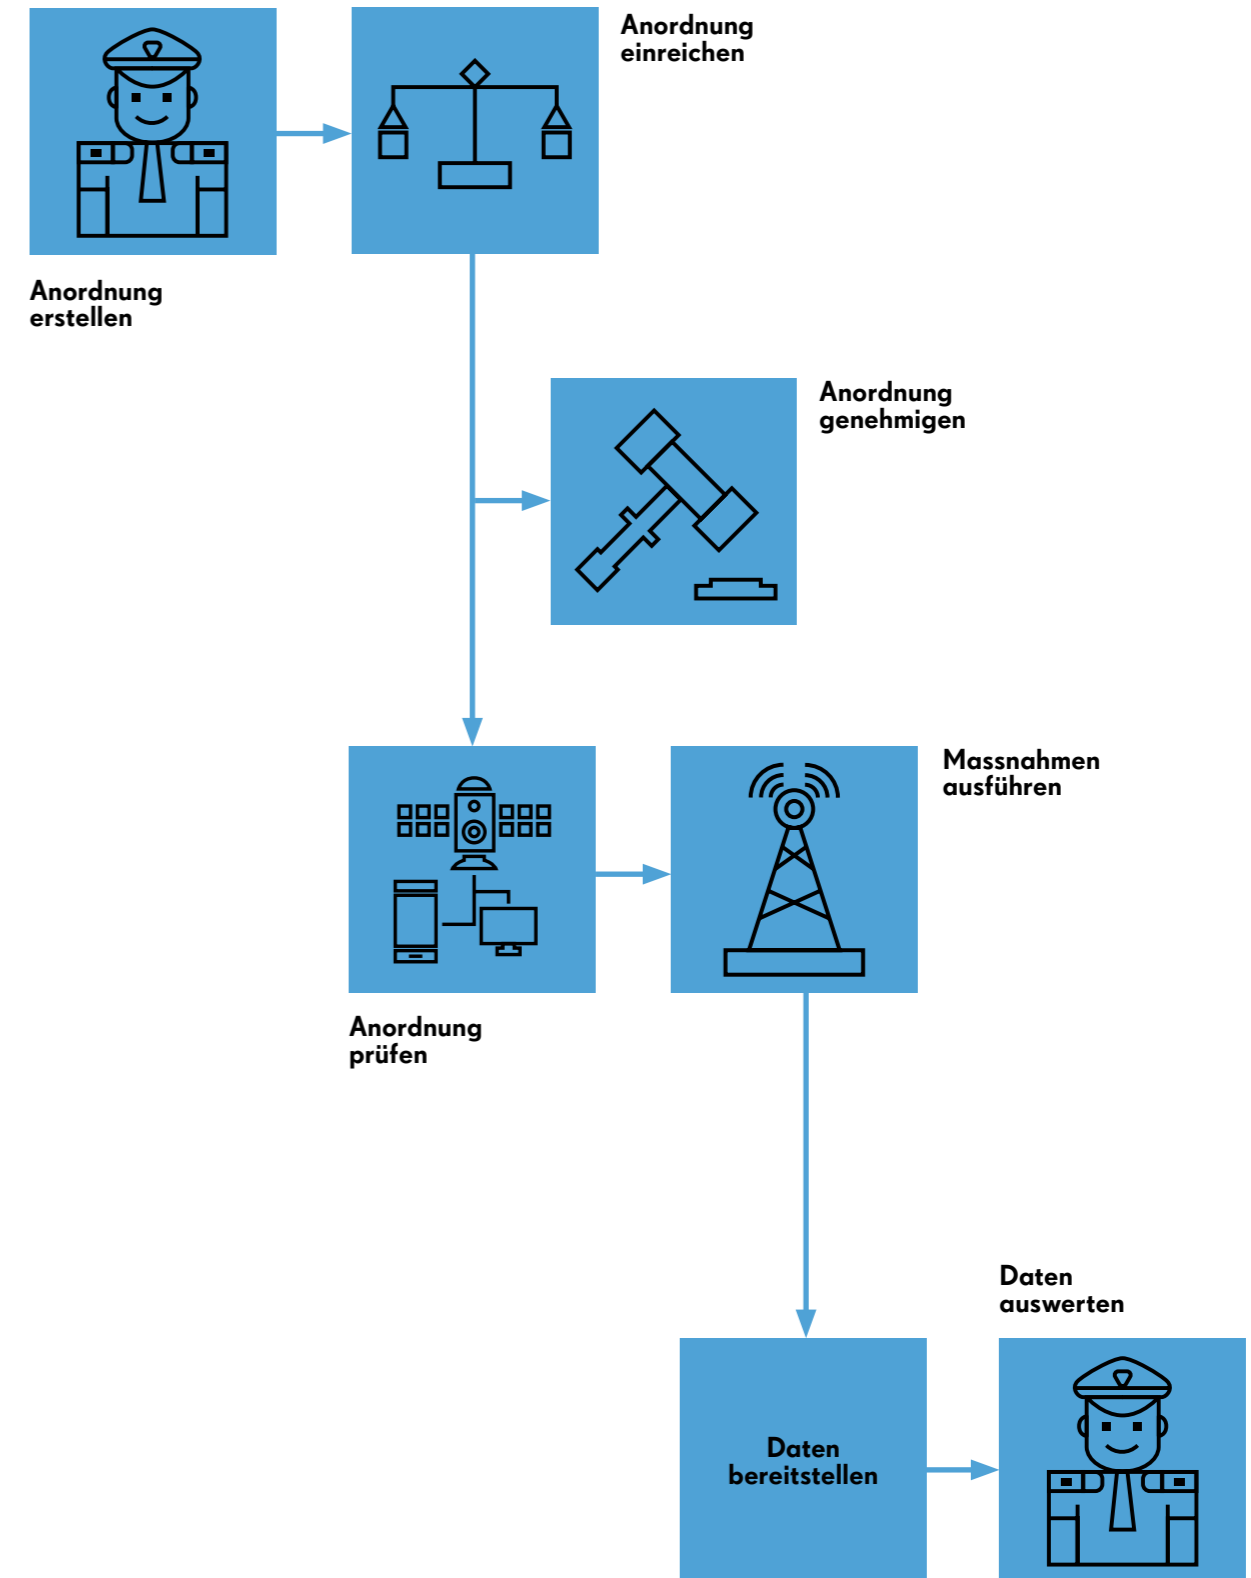 Anordnung
einreichen
Anordnung
erstellen
Anordnung
genehmigen
Massnahmen
ausführen
Anordnung
prüfen
Daten
auswerten
Daten
bereitstellen